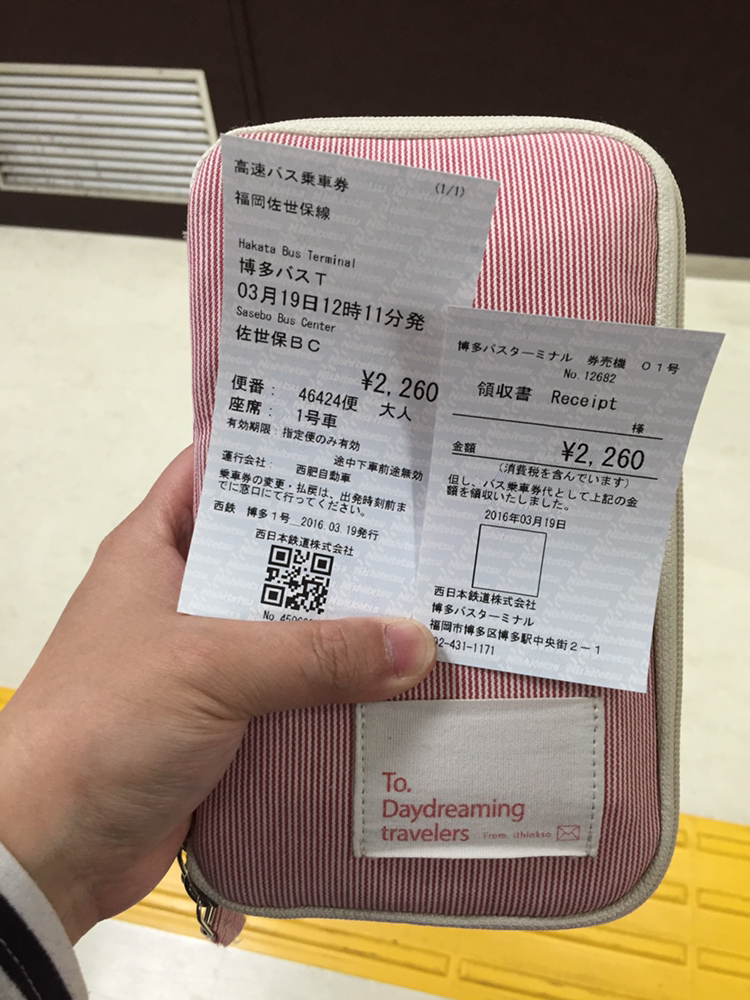 高速バス乗車券 (1/1)
福岡佐世保線
Hakata Bus Terminal
博多バスT
03月19日12時11分発
Sasebo Bus Center
佐世保BC
¥2,260
便番: 46424便 大人
座席: 1号車
有効期限:指定便のみ有効
途中下車前途無効
運行会社: 西肥自動車
乗車券の変更・払戻は、出発時刻前ま
でに窓口にて行ってください。
西鉄 博多1号 2016.03.19発行
西日本鉄道株式会社
博多バスターミナル 券売機 01号
No.12682
領収書 Receipt
様
金額 ¥2,260
(消費税を含んでいます)
但し、バス乗車券代として上記の金
額を領収いたしました。
2016年03月19日
西日本鉄道株式会社
博多バスターミナル
福岡市博多区博多駅中央街2-1
92-431-1171
To.
Daydreaming
travelers From. ithinkso